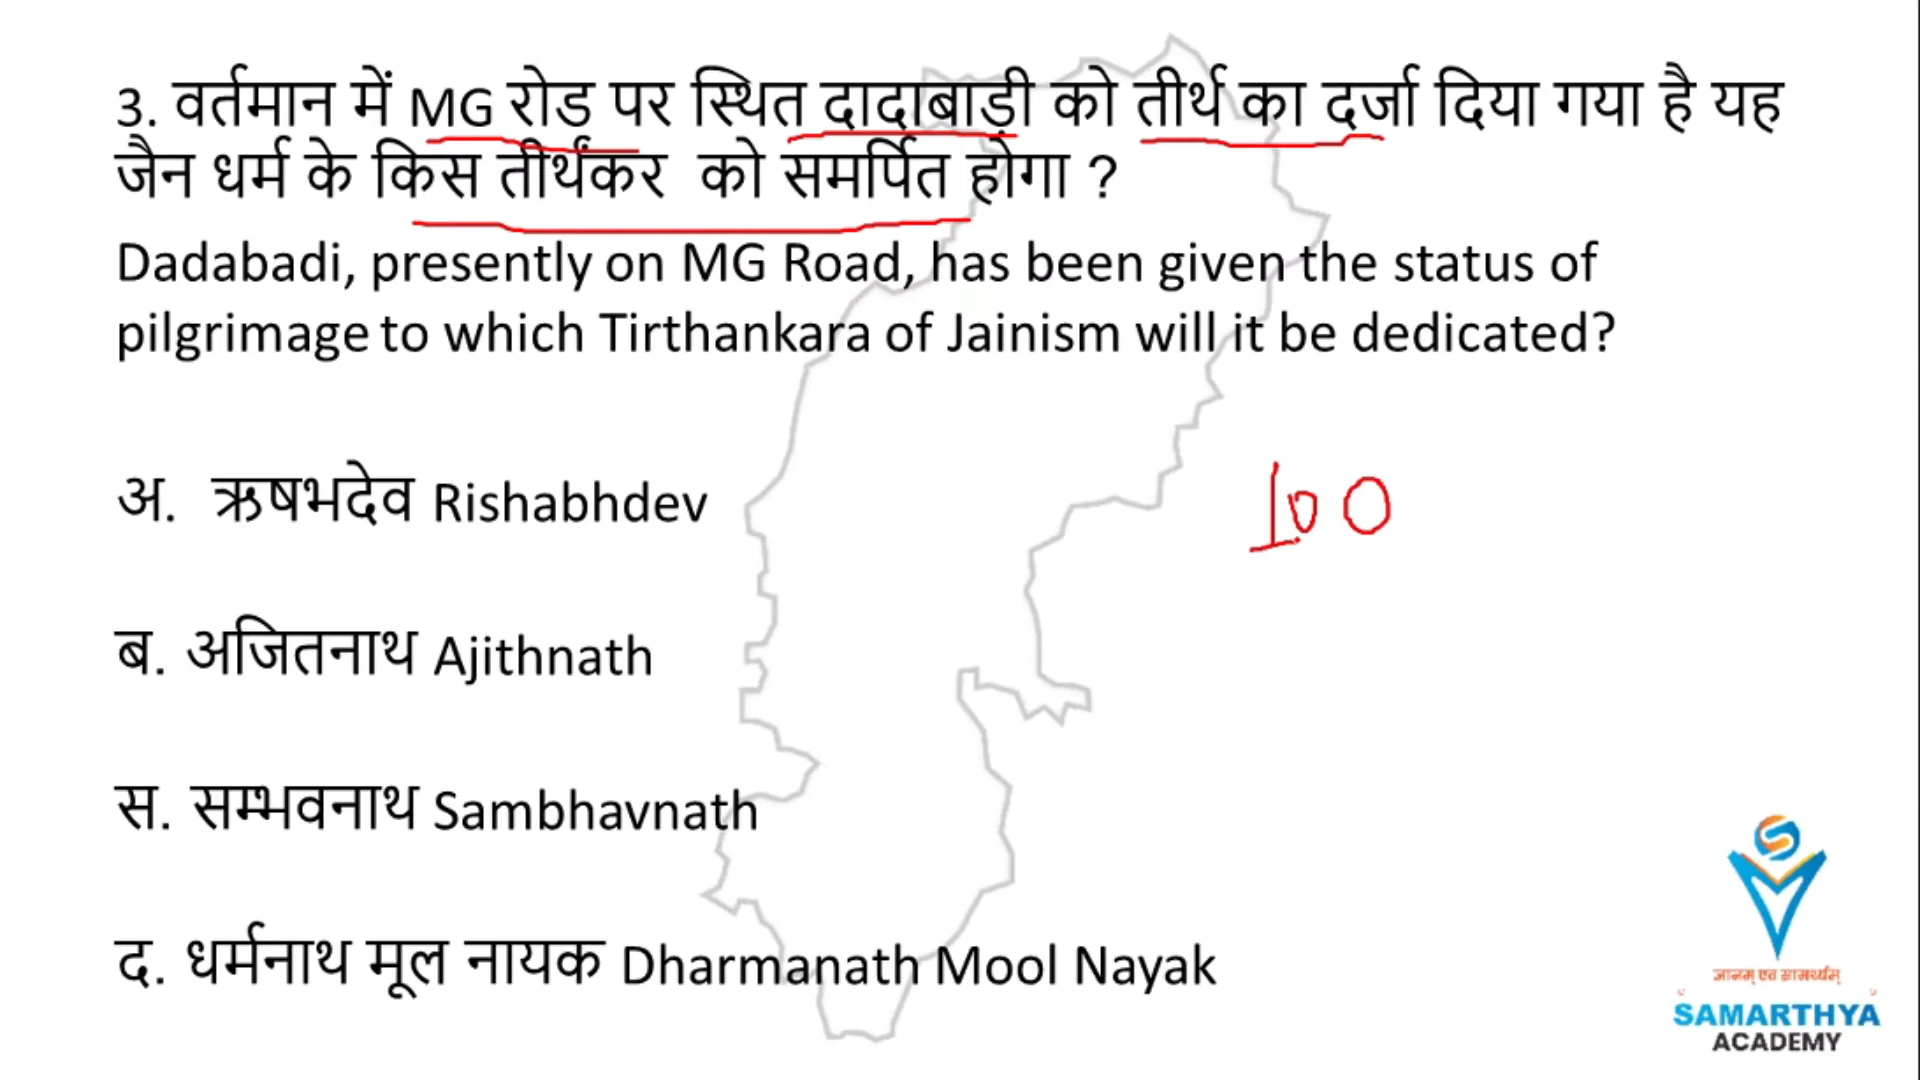 3. वर्तमान में MG रोड पर स्थित दादाबाड़ी को तीर्थ का दर्जा दिया गया है यह
जैन धर्म के किस तीर्थंकर को समर्पित होगा ?
Dadabadi, presently on MG Road, has been given the status of
pilgrimage to which Tirthankara of Jainism will it be dedicated?
अ. ऋषभदेव Rishabhdev
100
ब. अजितनाथ Ajithnath
स. सम्भवनाथ Sambhavnath
द. धर्मनाथ मूल नायक Dharmanath Mool Nayak
ज्ञानम् एव सामर्थ्यम्
SAMARTHYA
ACADEMY